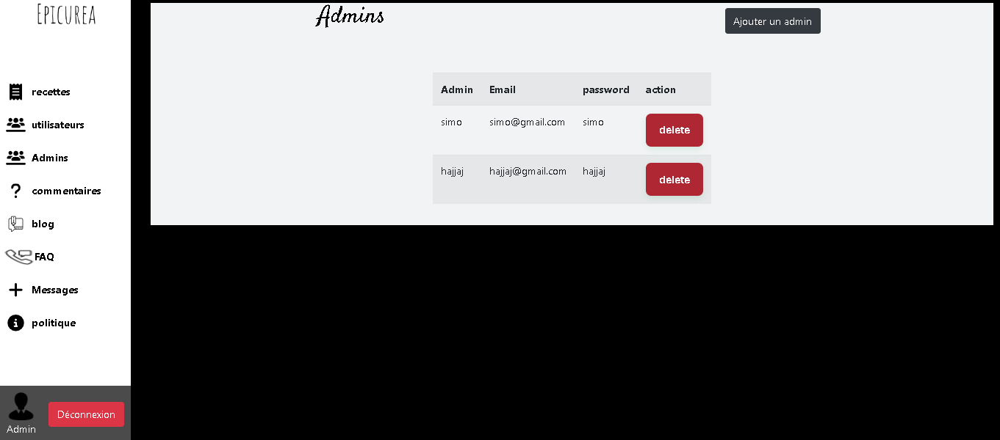 Epicurea
recettes
utilisateurs
Admins
commentaires
blog
FAQ
Messages
politique
Admin
Déconnexion
Admins
Ajouter un admin
Admin Email password action
simo simo@gmail.com simo delete
hajjaj hajjaj@gmail.com hajjaj delete